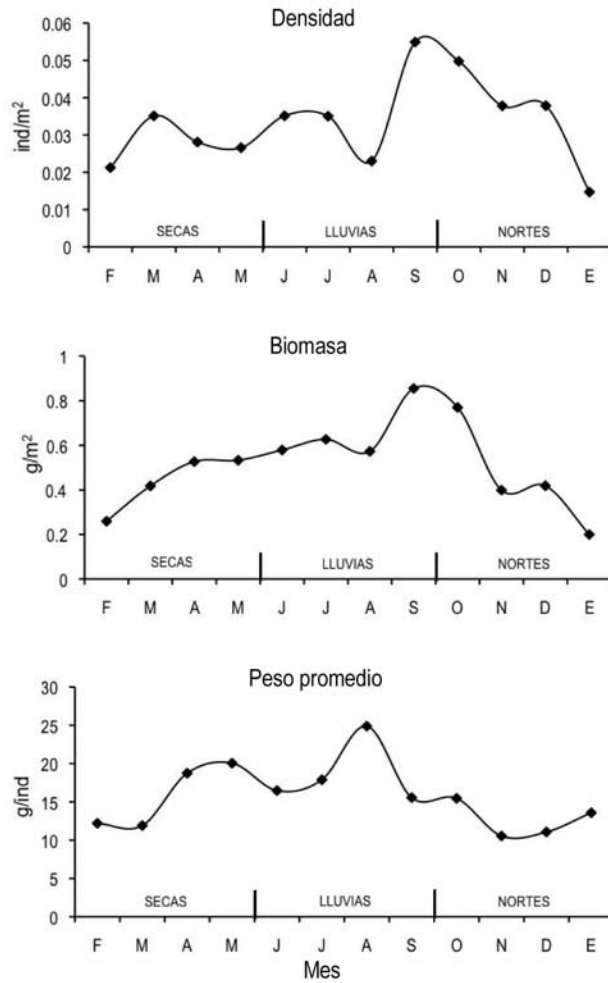 Densidad
0.06
0.05
0.04
0.03
0.02
0.01
0
ind/m²
SECAS LLUVIAS NORTES
F M A M J J A S O N D E
Biomasa
1
0.8
0.6
0.4
0.2
0
g/m²
SECAS LLUVIAS NORTES
F M A M J J A S O N D E
Peso promedio
30
25
20
15
10
5
0
g/ind
SECAS LLUVIAS NORTES
F M A M J J A S O N D E
Mes